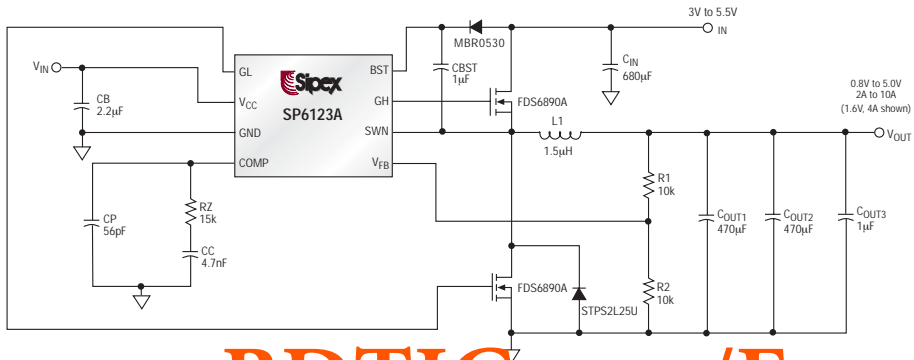 3V to 5.5V
IN
MBR0530
CBST
1µF
CIN
680µF
VIN
GL
BST
Sipex
SP6123A
VCC
GH
FDS6890A
CB
2.2µF
0.8V to 5.0V
2A to 10A
(1.6V, 4A shown)
GND
SWN
L1
1.5µH
VOUT
COMP
VFB
R1
10k
CP
56pF
RZ
15k
CC
4.7nF
COUT1
470µF
COUT2
470µF
COUT3
1µF
FDS6890A
STPS2L25U
R2
10k